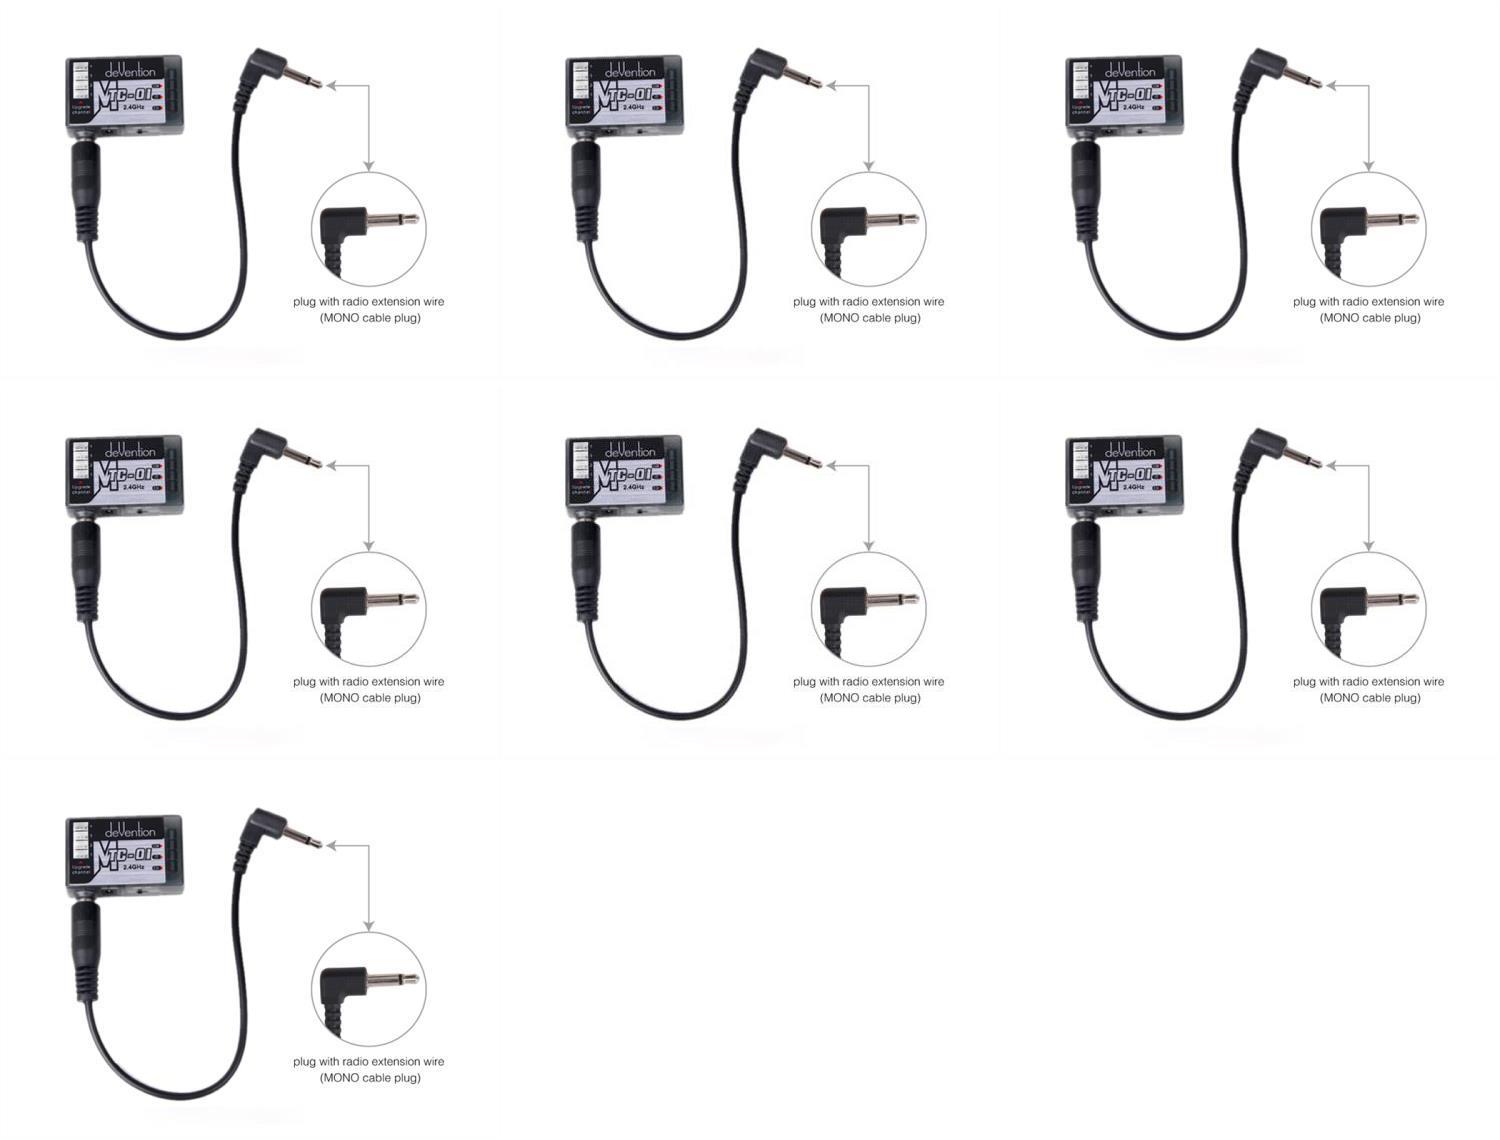 deVention
MTC-01
2.4GHz
Upgrade
channel
plug with radio extension wire
(MONO cable plug)
deVention
MTC-01
2.4GHz
Upgrade
channel
plug with radio extension wire
(MONO cable plug)
deVention
MTC-01
2.4GHz
Upgrade
channel
plug with radio extension wire
(MONO cable plug)
deVention
MTC-01
2.4GHz
Upgrade
channel
plug with radio extension wire
(MONO cable plug)
deVention
MTC-01
2.4GHz
Upgrade
channel
plug with radio extension wire
(MONO cable plug)
deVention
MTC-01
2.4GHz
Upgrade
channel
plug with radio extension wire
(MONO cable plug)
deVention
MTC-01
2.4GHz
Upgrade
channel
plug with radio extension wire
(MONO cable plug)